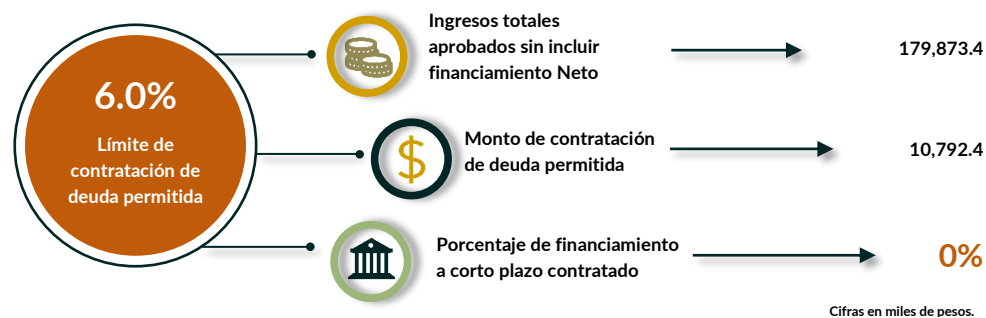 6.0%
Límite de
contratación de
deuda permitida
Ingresos totales
aprobados sin incluir
financiamiento Neto
179,873.4
$
Monto de contratación
de deuda permitida
10,792.4
Porcentaje de financiamiento
a corto plazo contratado
0%
Cifras en miles de pesos.